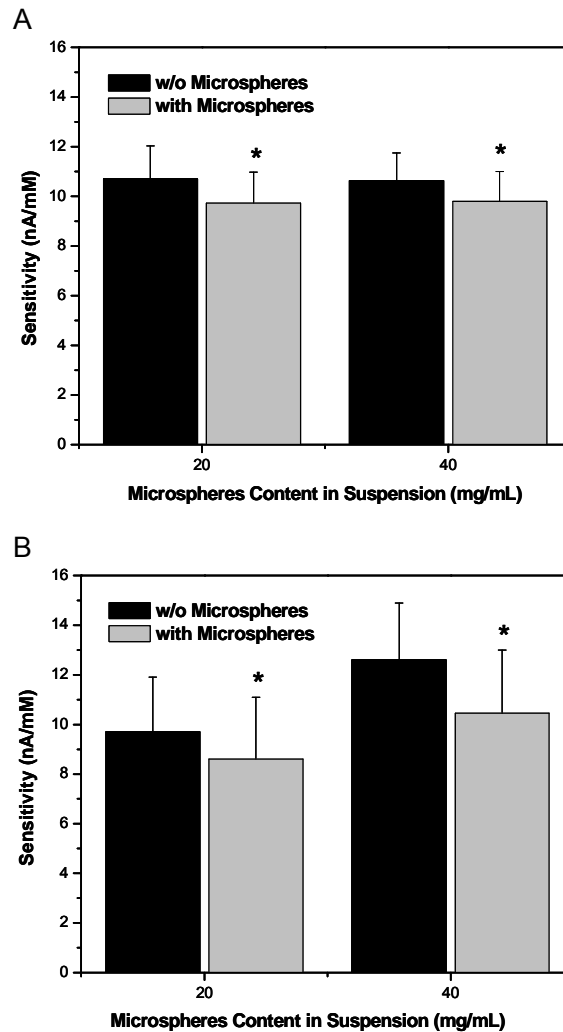 A
16
14
12
10
8
6
4
2
0
w/o Microspheres
with Microspheres
*
*
Sensitivity (nA/mM)
20
40
Microspheres Content in Suspension (mg/mL)
B
16
14
12
10
8
6
4
2
0
w/o Microspheres
with Microspheres
*
*
Sensitivity (nA/mM)
20
40
Microspheres Content in Suspension (mg/mL)